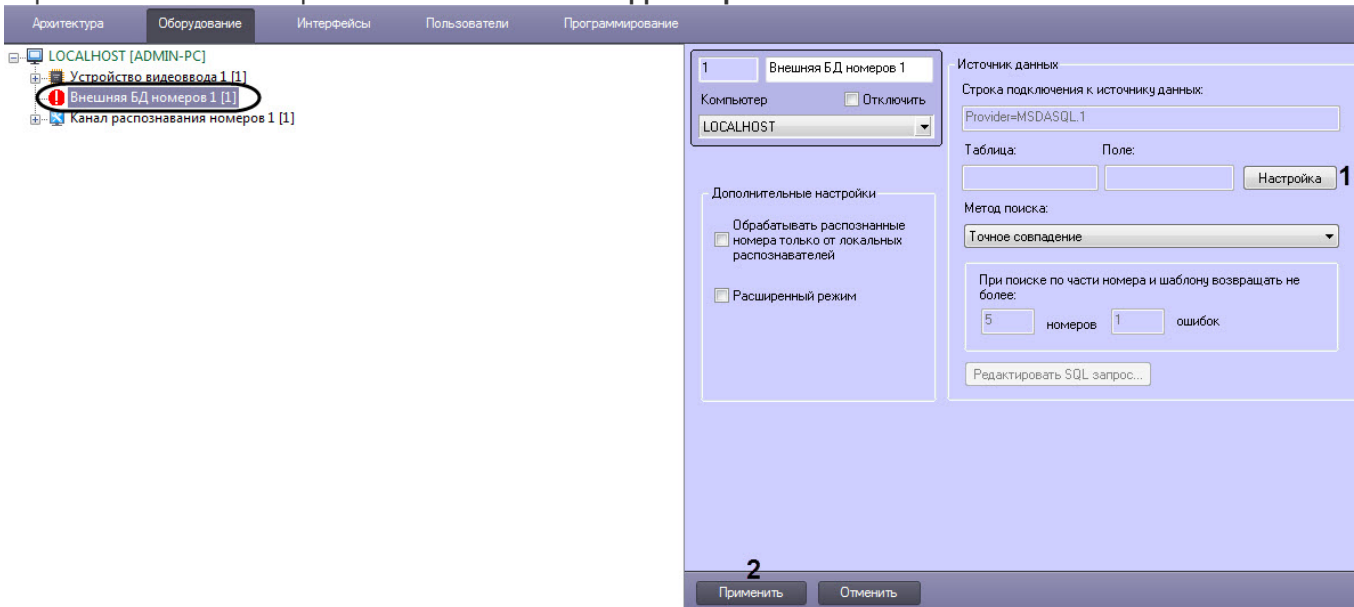 Архитектура Оборудование Интерфейсы Пользователи Программирование
LOCALHOST [ADMIN-PC]
Устройство видеоввода 1 [1]
Внешняя БД номеров 1 [1]
Канал распознавания номеров 1 [1]
1 Внешняя БД номеров 1
Компьютер Отключить
LOCALHOST
Дополнительные настройки
Обрабатывать распознанные
номера только от локальных
распознавателей
Расширенный режим
Источник данных
Строка подключения к источнику данных:
Provider=MSDASQL.1
Таблица: Поле:
Настройка 1
Метод поиска:
Точное совпадение
При поиске по части номера и шаблону возвращать не
более:
5 номеров 1 ошибок
Редактировать SQL запрос...
2
Применить Отменить